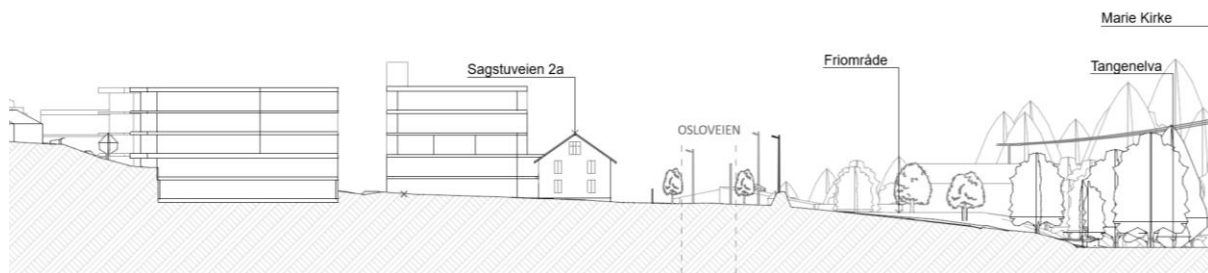 Marie Kirke
Sagstuveien 2a
Friområde
Tangenelva
OSLOVEIEN